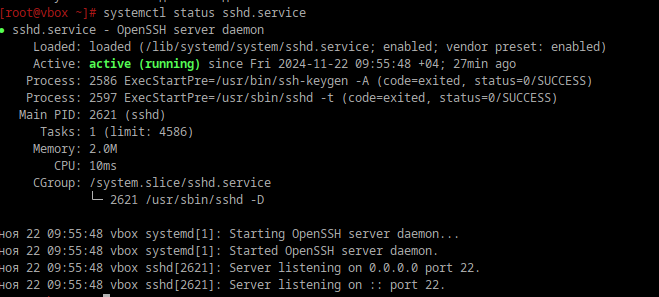 [root@vbox ~]# systemctl status sshd.service
● sshd.service - OpenSSH server daemon
Loaded: loaded (/lib/systemd/system/sshd.service; enabled; vendor preset: enabled)
Active: active (running) since Fri 2024-11-22 09:55:48 +04; 27min ago
Process: 2586 ExecStartPre=/usr/bin/ssh-keygen -A (code=exited, status=0/SUCCESS)
Process: 2597 ExecStartPre=/usr/sbin/sshd -t (code=exited, status=0/SUCCESS)
Main PID: 2621 (sshd)
Tasks: 1 (limit: 4586)
Memory: 2.0M
CPU: 10ms
CGroup: /system.slice/sshd.service
└─ 2621 /usr/sbin/sshd -D
ноя 22 09:55:48 vbox systemd[1]: Starting OpenSSH server daemon...
ноя 22 09:55:48 vbox systemd[1]: Started OpenSSH server daemon.
ноя 22 09:55:48 vbox sshd[2621]: Server listening on 0.0.0.0 port 22.
ноя 22 09:55:48 vbox sshd[2621]: Server listening on :: port 22.